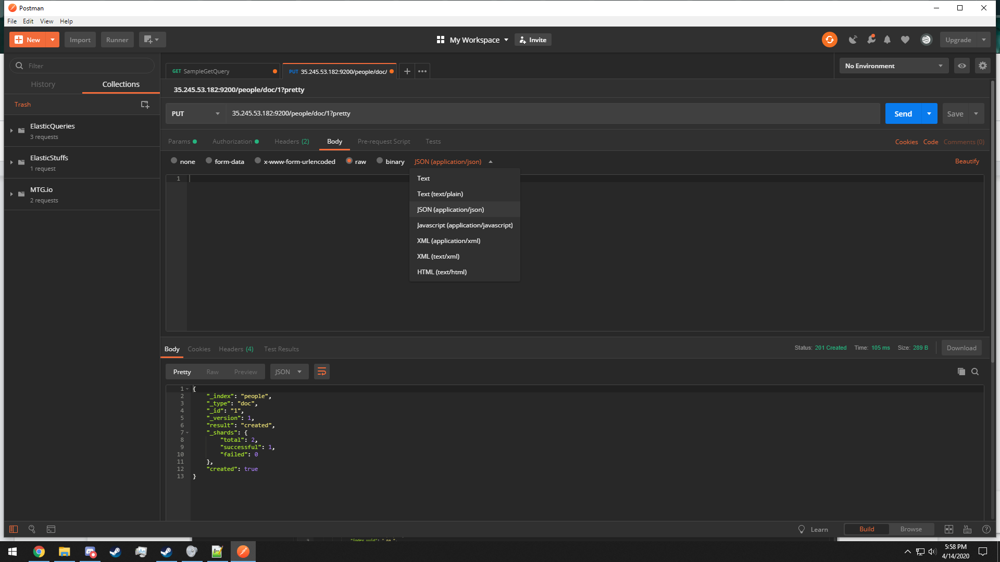 Postman
File Edit View Help
New Import Runner My Workspace Invite Upgrade
Filter
History Collections
Trash
ElasticQueries
3 requests
ElasticStuffs
1 request
MTG.io
2 requests
GET SampleGetQuery PUT 35.245.53.182:9200/people/doc/ No Environment
35.245.53.182:9200/people/doc/1?pretty
PUT 35.245.53.182:9200/people/doc/1?pretty Send Save
Params Authorization Headers (2) Body Pre-request Script Tests Cookies Code Comments (0)
none form-data x-www-form-urlencoded raw binary JSON (application/json) Beautify
1
Text
Text (text/plain)
JSON (application/json)
Javascript (application/javascript)
XML (application/xml)
XML (text/xml)
HTML (text/html)
Body Cookies Headers (4) Test Results Status: 201 Created Time: 105 ms Size: 289 B Download
Pretty Raw Preview JSON
1 {
2 "_index": "people",
3 "_type": "doc",
4 "_id": "1",
5 "_version": 1,
6 "result": "created",
7 "_shards": {
8 "total": 2,
9 "successful": 1,
10 "failed": 0
11 },
12 "created": true
13 }
Learn Build Browse
5:58 PM
4/14/2020